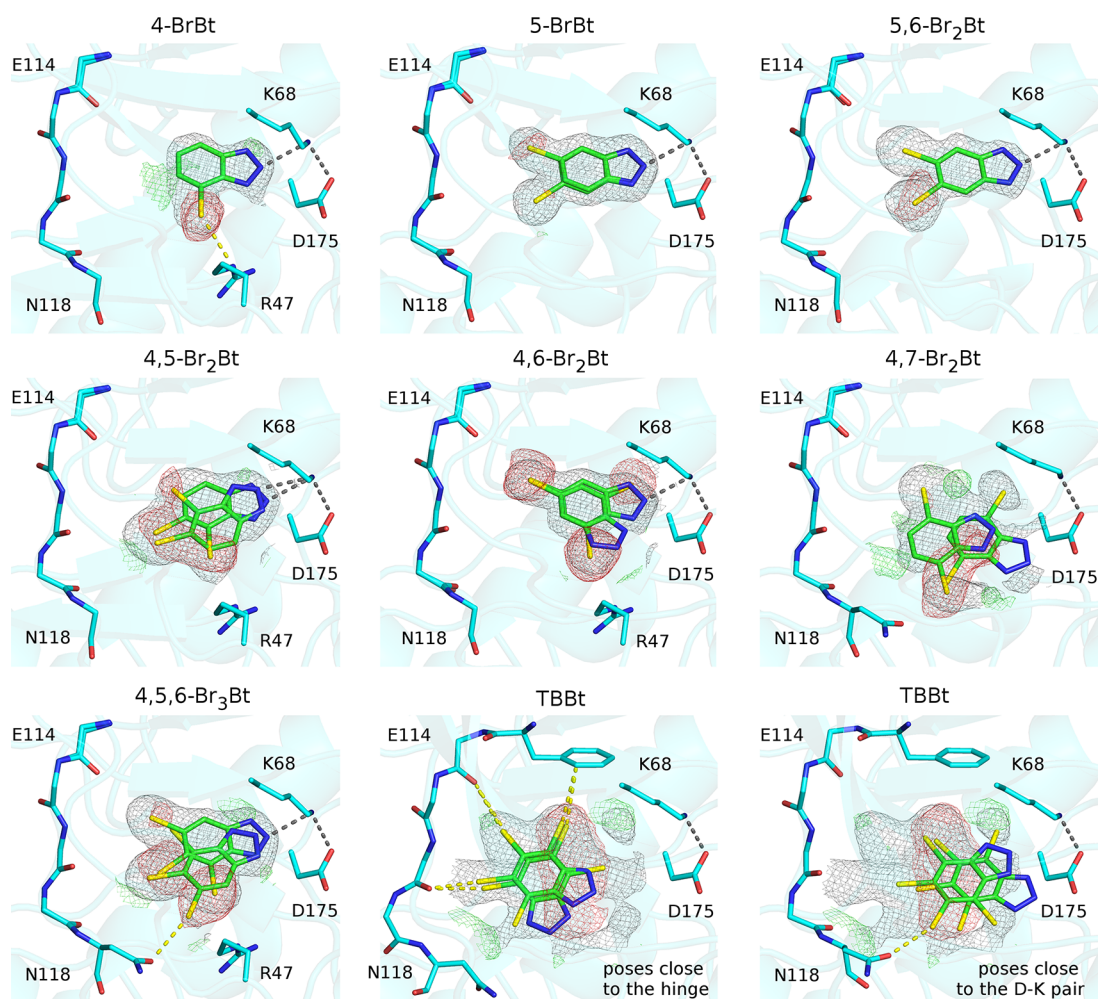 4-BrBt
E114
K68
D175
N118
R47
5-BrBt
E114
K68
D175
N118
5,6-Br2Bt
E114
K68
D175
N118
4,5-Br2Bt
E114
K68
D175
N118
R47
4,6-Br2Bt
E114
K68
D175
N118
R47
4,7-Br2Bt
E114
K68
D175
N118
4,5,6-Br3Bt
E114
K68
D175
N118
R47
TBBt
E114
K68
D175
N118
poses close
to the hinge
TBBt
E114
K68
D175
N118
poses close
to the D-K pair